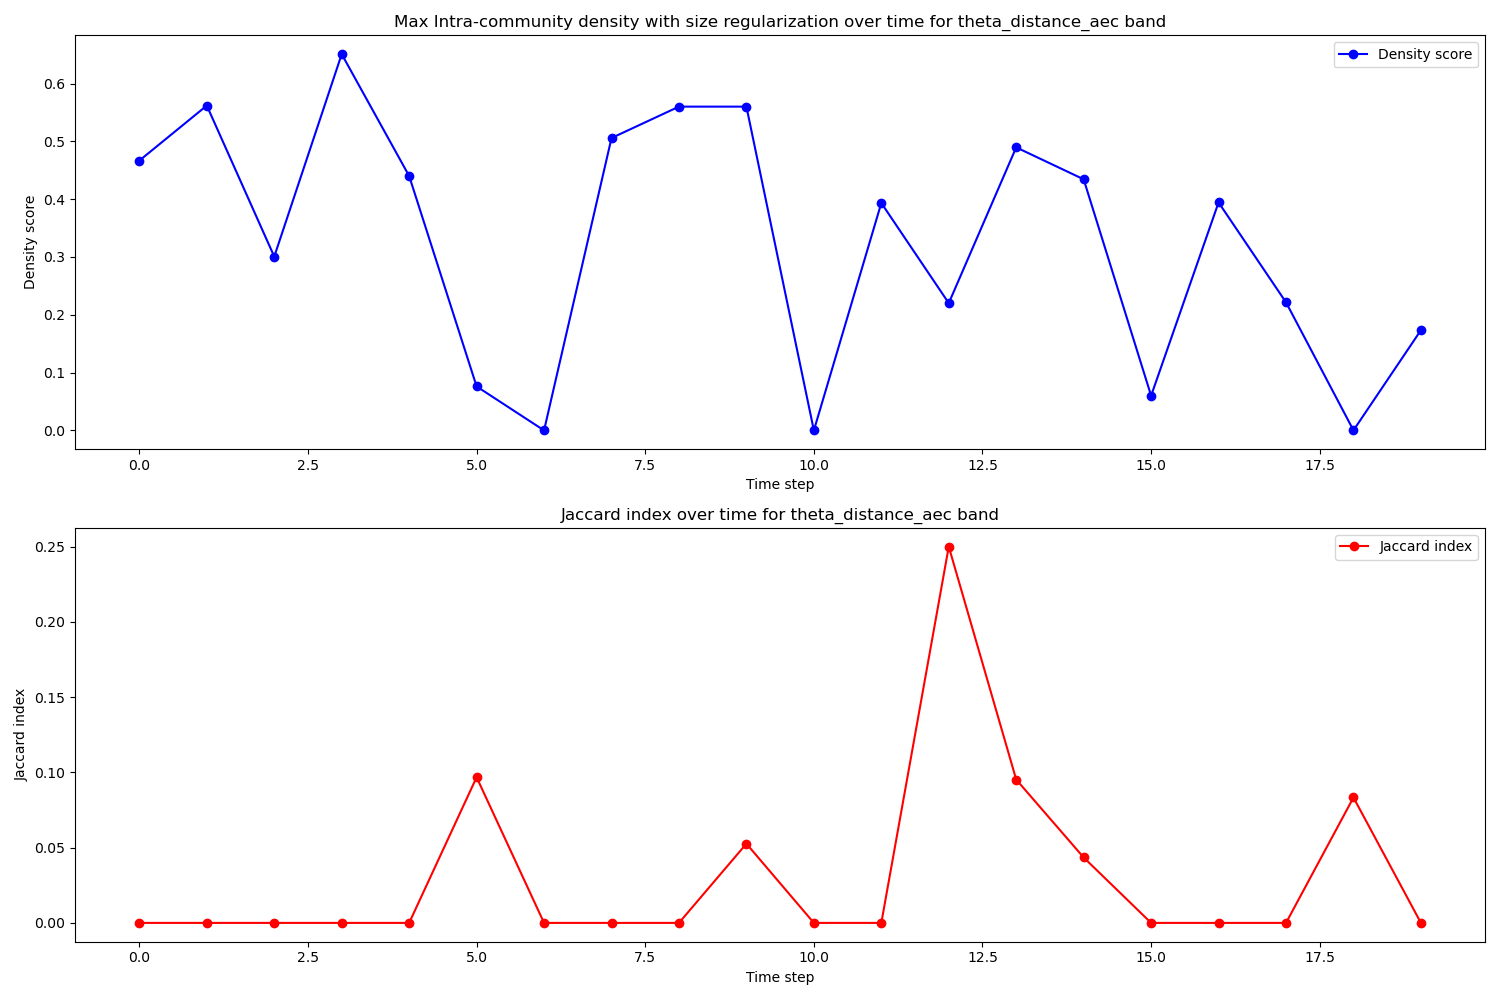 Max Intra-community density with size regularization over time for theta_distance_aec band
Density score
0.6
0.5
0.4
0.3
0.2
0.1
0.0
Density score
0.0 2.5 5.0 7.5 10.0 12.5 15.0 17.5
Time step
Jaccard index over time for theta_distance_aec band
Jaccard index
0.25
0.20
0.15
0.10
0.05
0.00
Jaccard index
0.0 2.5 5.0 7.5 10.0 12.5 15.0 17.5
Time step